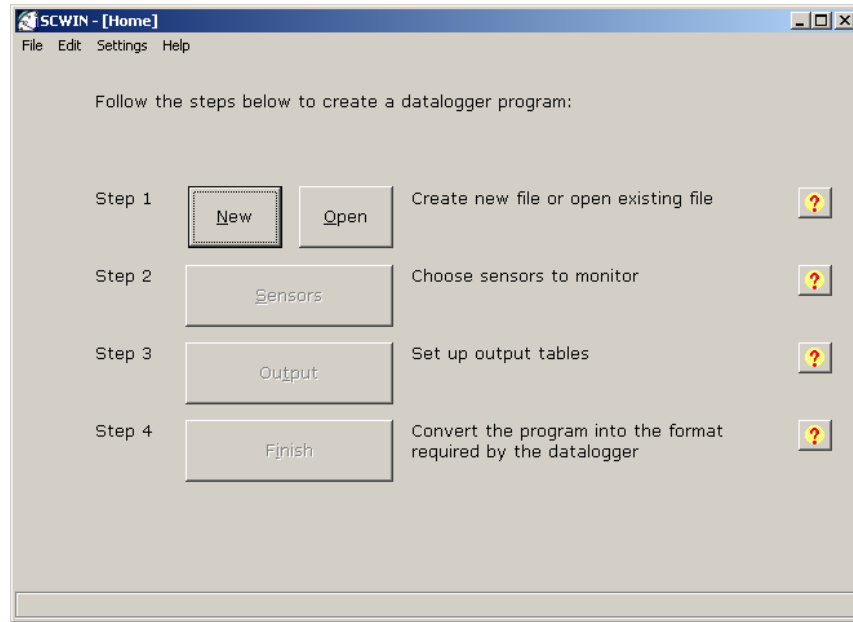 SCWIN - [Home]
File Edit Settings Help
Follow the steps below to create a datalogger program:
Step 1
New
Open
Create new file or open existing file
?
Step 2
Sensors
Choose sensors to monitor
?
Step 3
Output
Set up output tables
?
Step 4
Finish
Convert the program into the format
required by the datalogger
?